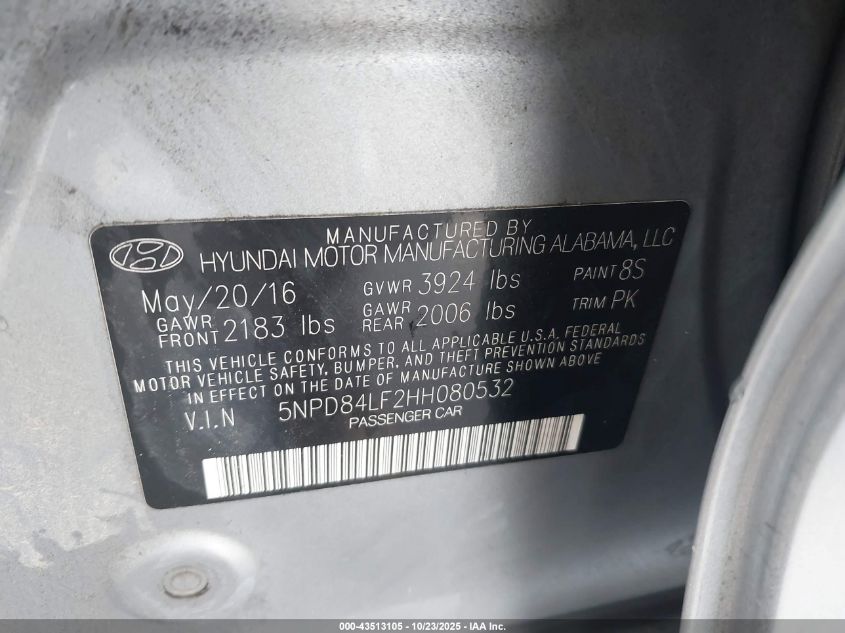 MANUFACTURED BY
HYUNDAI MOTOR MANUFACTURING ALABAMA, LLC
May/20/16 GVWR 3924 lbs PAINT 8S
GAWR FRONT 2183 lbs GAWR REAR 2006 lbs TRIM PK
THIS VEHICLE CONFORMS TO ALL APPLICABLE U.S.A. FEDERAL
MOTOR VEHICLE SAFETY, BUMPER, AND THEFT PREVENTION STANDARDS
IN EFFECT ON THE DATE OF MANUFACTURE SHOWN ABOVE
V.I.N 5NPD84LF2HH080532
PASSENGER CAR
000-43513105 - 10/23/2025 - IAA Inc.